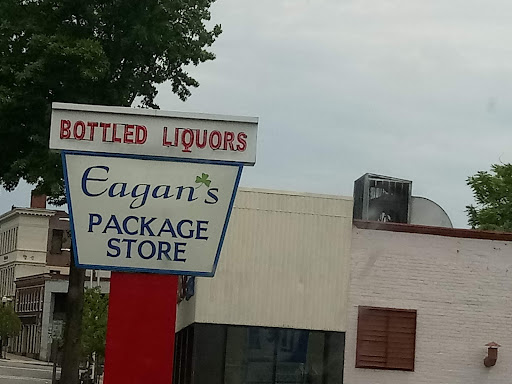 BOTTLED LIQUORS
Eagan's
PACKAGE
STORE